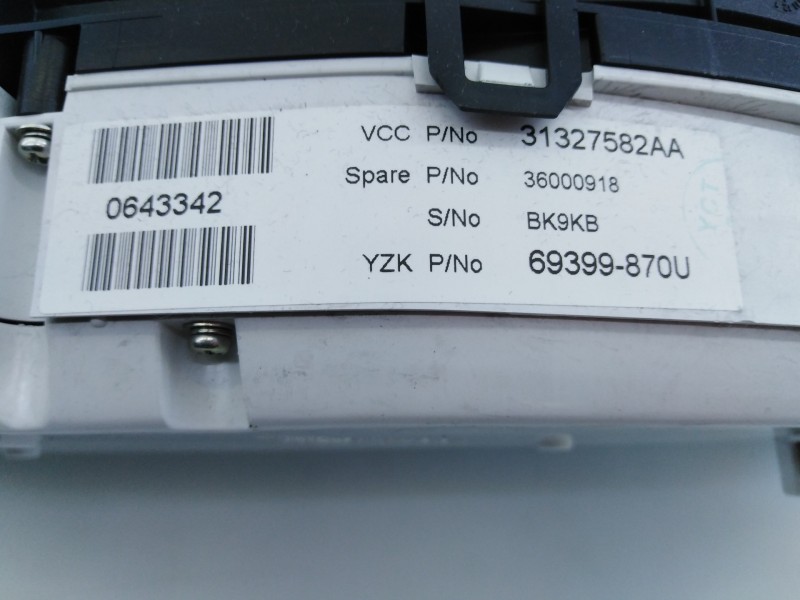 VCC P/No 31327582AA
Spare P/No 36000918
0643342
S/No BK9KB
YZK P/No 69399-870U